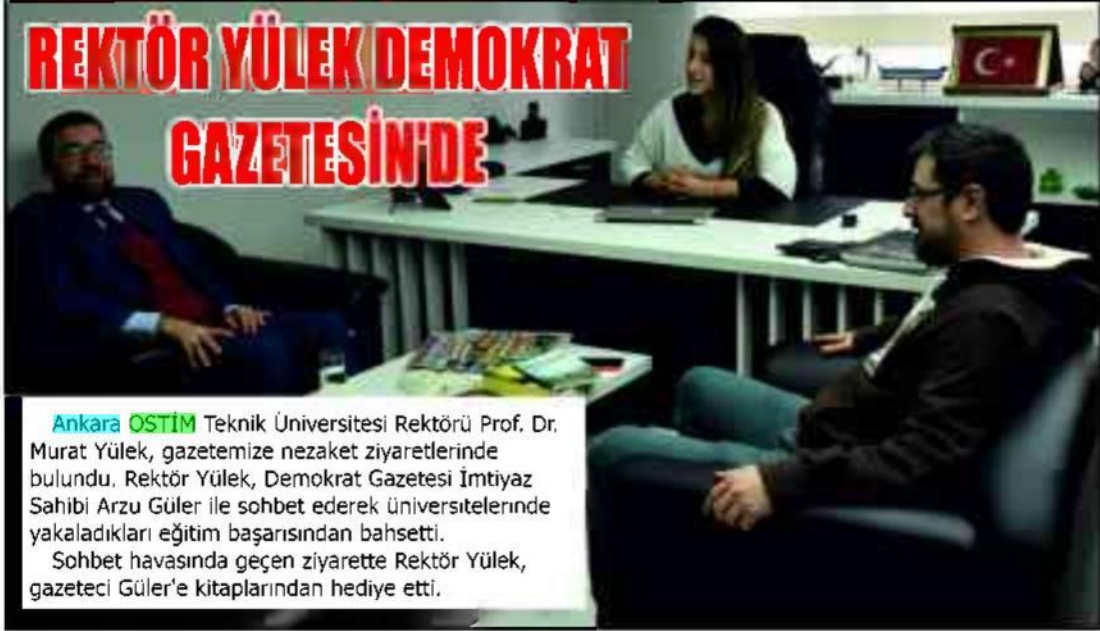 REKTÖR YÜLEK DEMOKRAT
GAZETESİN'DE
Ankara OSTİM Teknik Üniversitesi Rektörü Prof. Dr.
Murat Yülek, gazetemize nezaket ziyaretlerinde
bulundu. Rektör Yülek, Demokrat Gazetesi İmtiyaz
Sahibi Arzu Güler ile sohbet ederek üniversitelerinde
yakaladıkları eğitim başarısından bahsetti.
Sohbet havasında geçen ziyarette Rektör Yülek,
gazeteci Güler'e kitaplarından hediye etti.